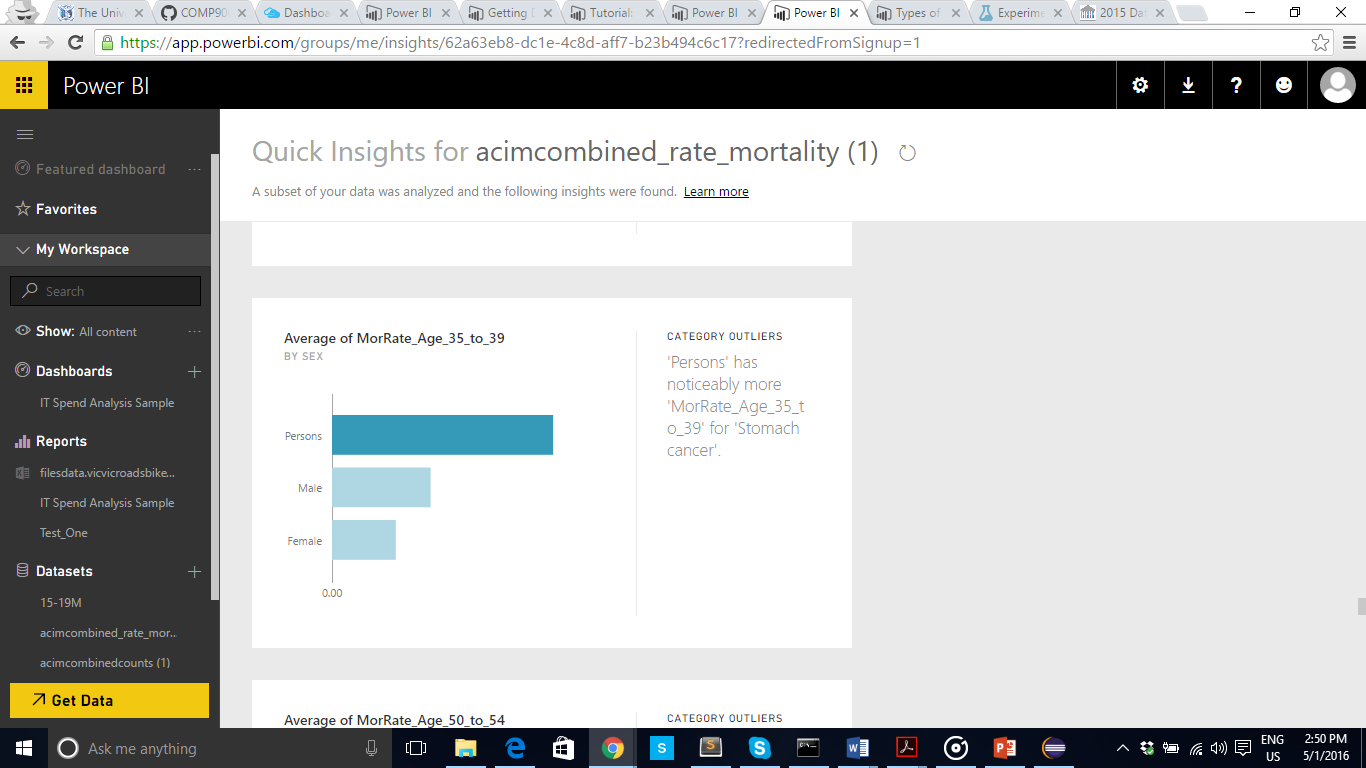 The Univ
COMP90
Dashboa
Power BI
Getting D
Tutorial:
Power BI
Power BI
Types of
Experime
2015 Da
https://app.powerbi.com/groups/me/insights/62a63eb8-dc1e-4c8d-aff7-b23b494c6c17?redirectedFromSignup=1
Power BI
?
Featured dashboard ...
Favorites
My Workspace
Search
Show: All content ...
Dashboards +
IT Spend Analysis Sample
Reports
filesdata.vicvicroadsbike...
IT Spend Analysis Sample
Test_One
Datasets +
15-19M
acimcombined_rate_mor...
acimcombinedcounts (1)
Get Data
Quick Insights for acimcombined_rate_mortality (1)
A subset of your data was analyzed and the following insights were found. Learn more
Average of MorRate_Age_35_to_39
BY SEX
Persons
Male
Female
0.00
CATEGORY OUTLIERS
'Persons' has
noticeably more
'MorRate_Age_35_t
o_39' for 'Stomach
cancer'.
Average of MorRate_Age_50_to_54
CATEGORY OUTLIERS
Ask me anything
ENG
US
2:50 PM
5/1/2016